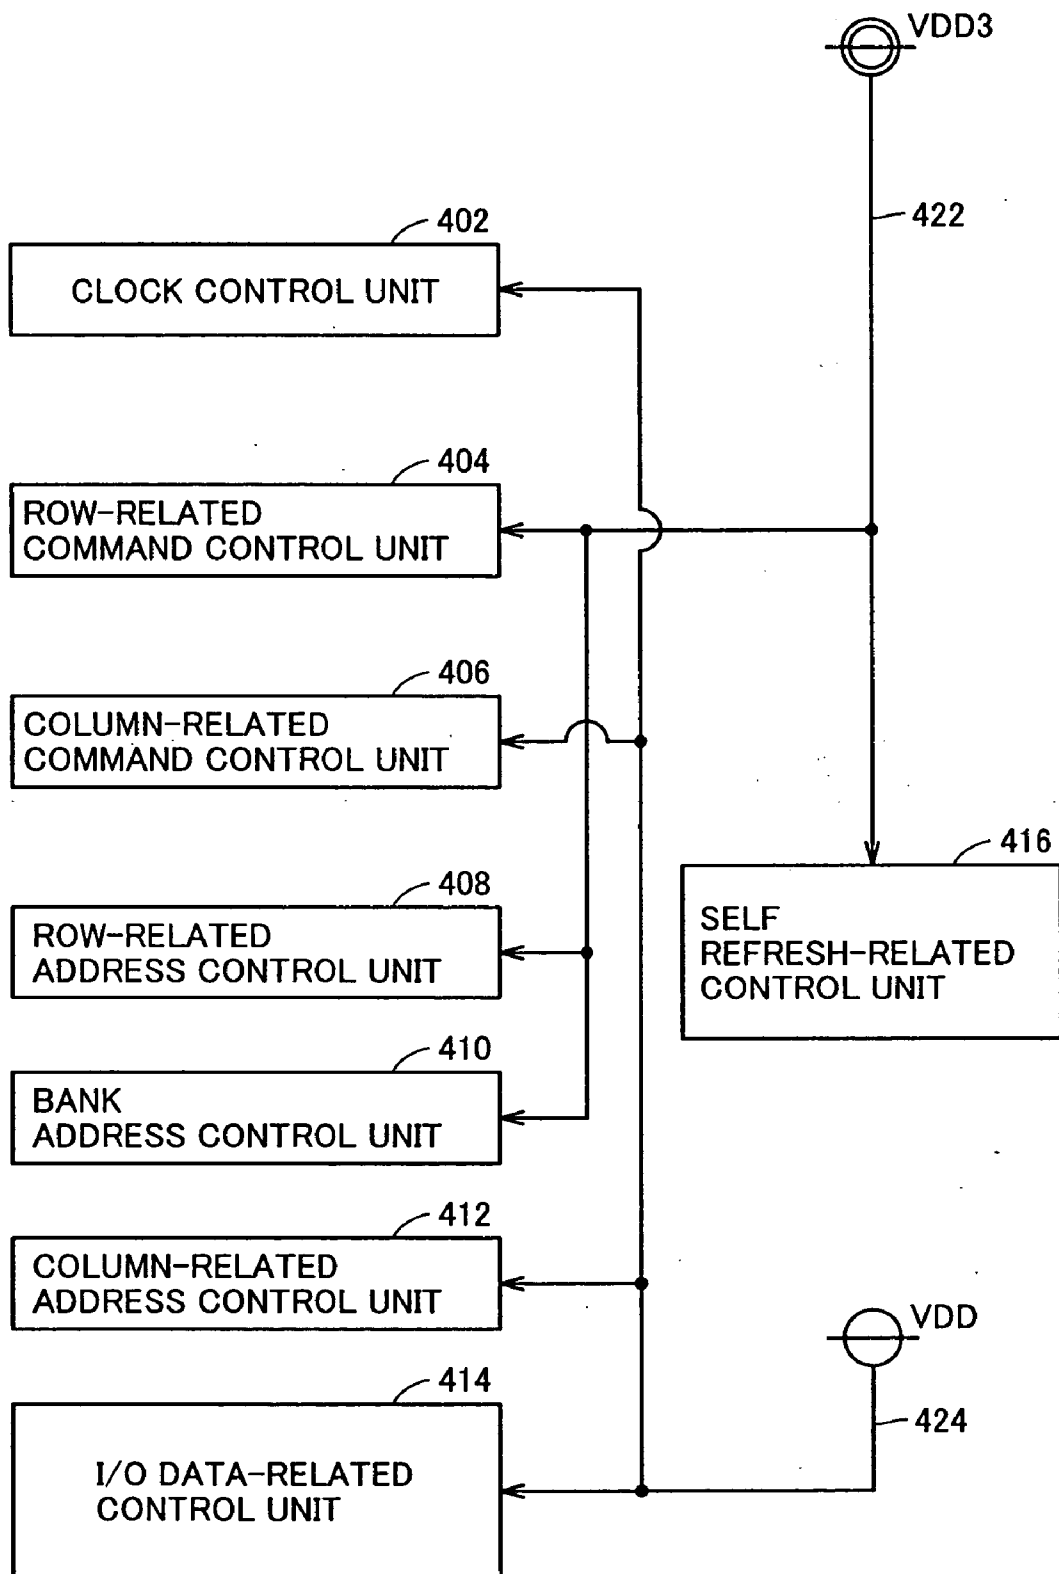 VDD3
422
402
CLOCK CONTROL UNIT
404
ROW-RELATED
COMMAND CONTROL UNIT
406
COLUMN-RELATED
COMMAND CONTROL UNIT
416
SELF
REFRESH-RELATED
CONTROL UNIT
408
ROW-RELATED
ADDRESS CONTROL UNIT
410
BANK
ADDRESS CONTROL UNIT
412
COLUMN-RELATED
ADDRESS CONTROL UNIT
VDD
424
414
I/O DATA-RELATED
CONTROL UNIT